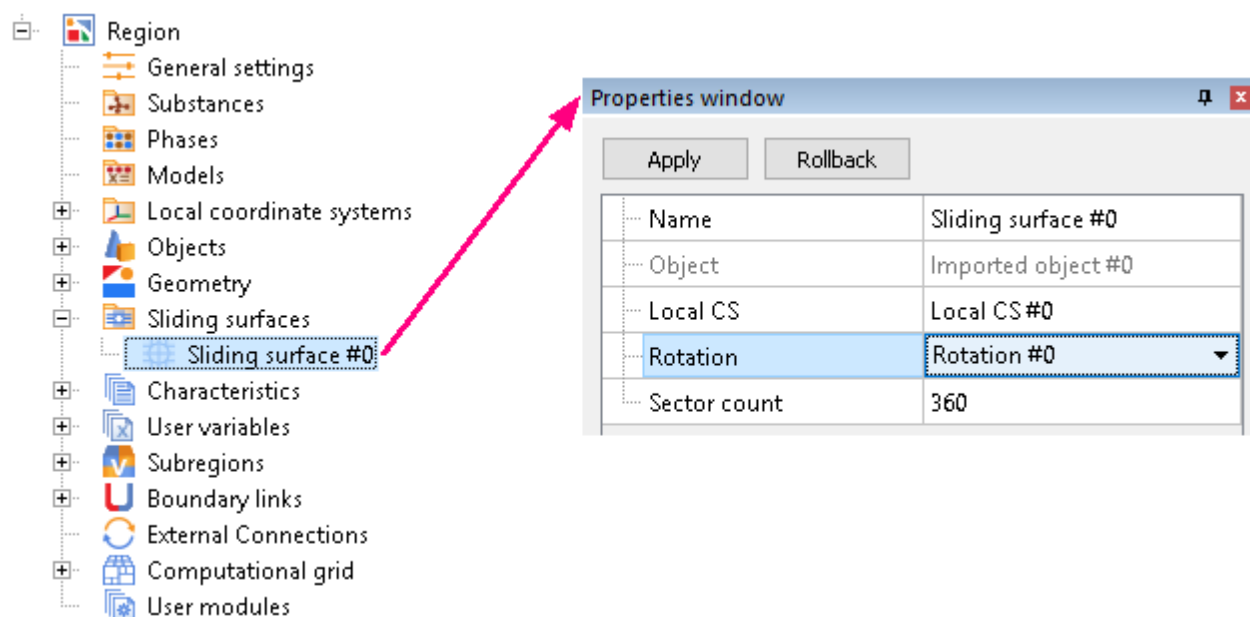 Region
General settings
Substances
Phases
Models
Local coordinate systems
Objects
Geometry
Sliding surfaces
Sliding surface #0
Characteristics
User variables
Subregions
Boundary links
External Connections
Computational grid
User modules
Properties window
Apply Rollback
Name Sliding surface #0
Object Imported object #0
Local CS Local CS #0
Rotation Rotation #0
Sector count 360